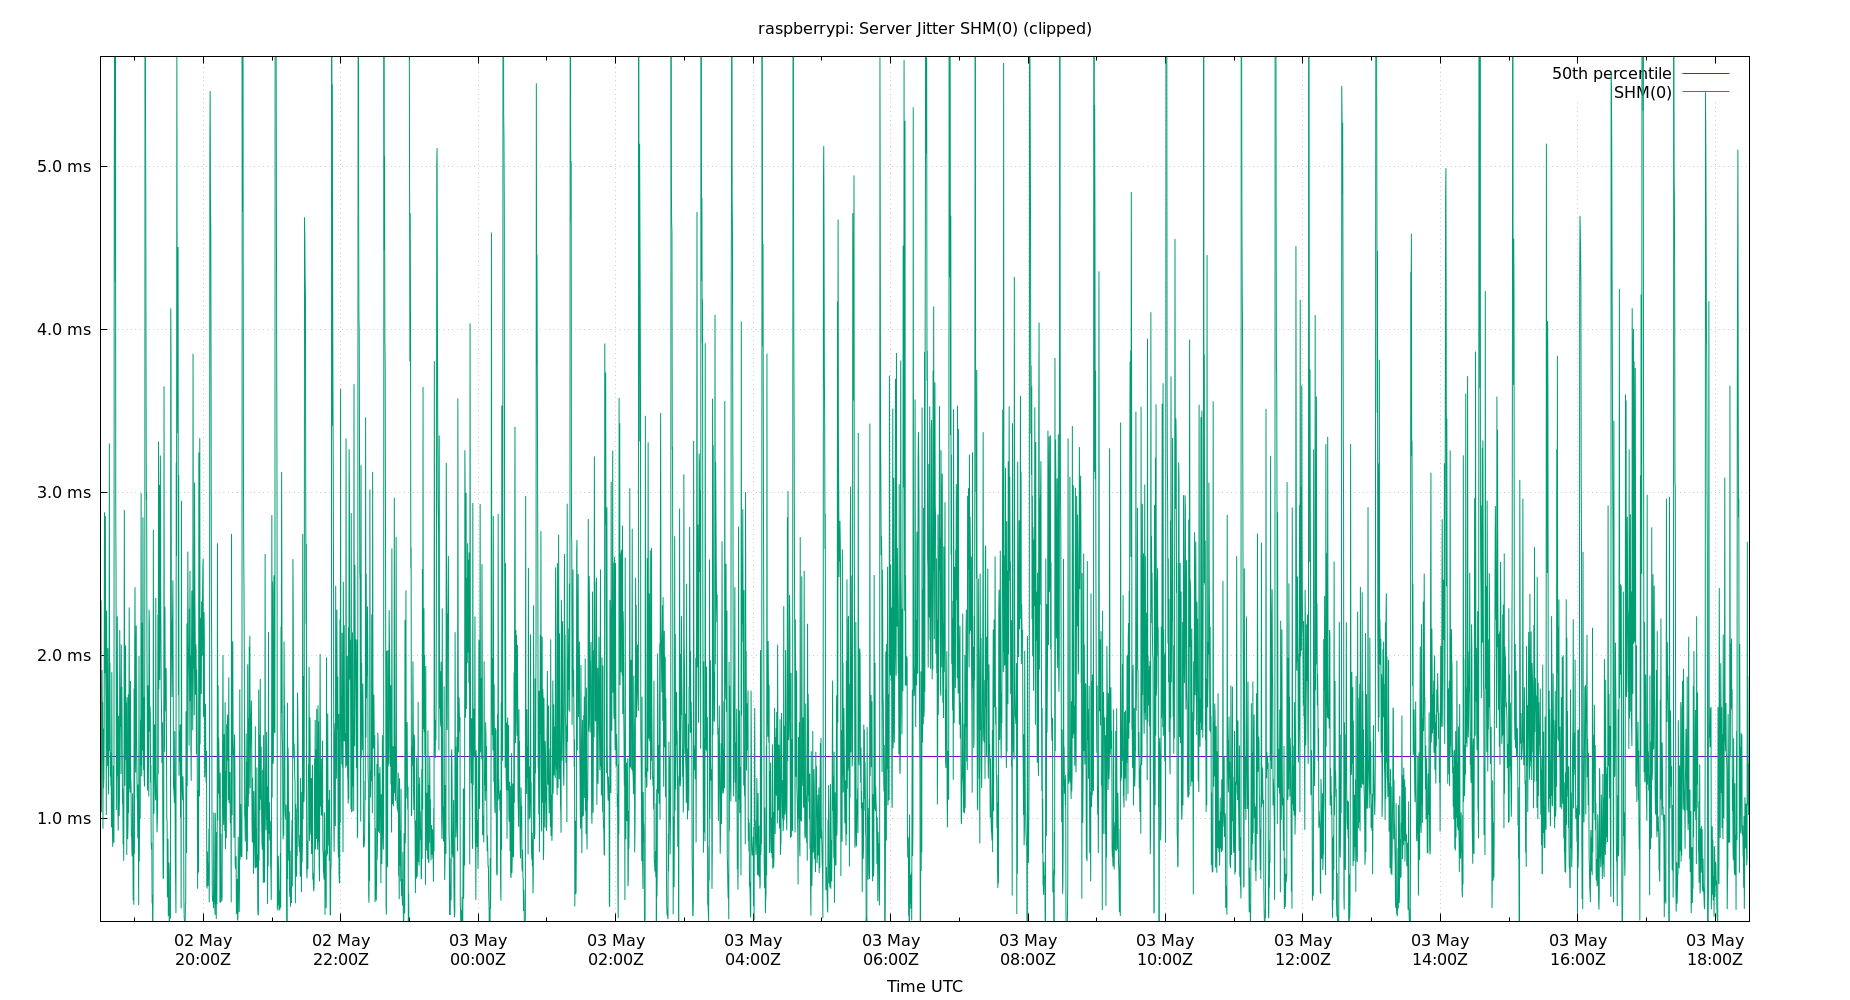 raspberrypi: Server Jitter SHM(0) (clipped)
50th percentile
SHM(0)
5.0 ms
4.0 ms
3.0 ms
2.0 ms
1.0 ms
02 May 02 May 03 May 03 May 03 May 03 May 03 May 03 May 03 May 03 May 03 May 03 May
20:00Z 22:00Z 00:00Z 02:00Z 04:00Z 06:00Z 08:00Z 10:00Z 12:00Z 14:00Z 16:00Z 18:00Z
Time UTC